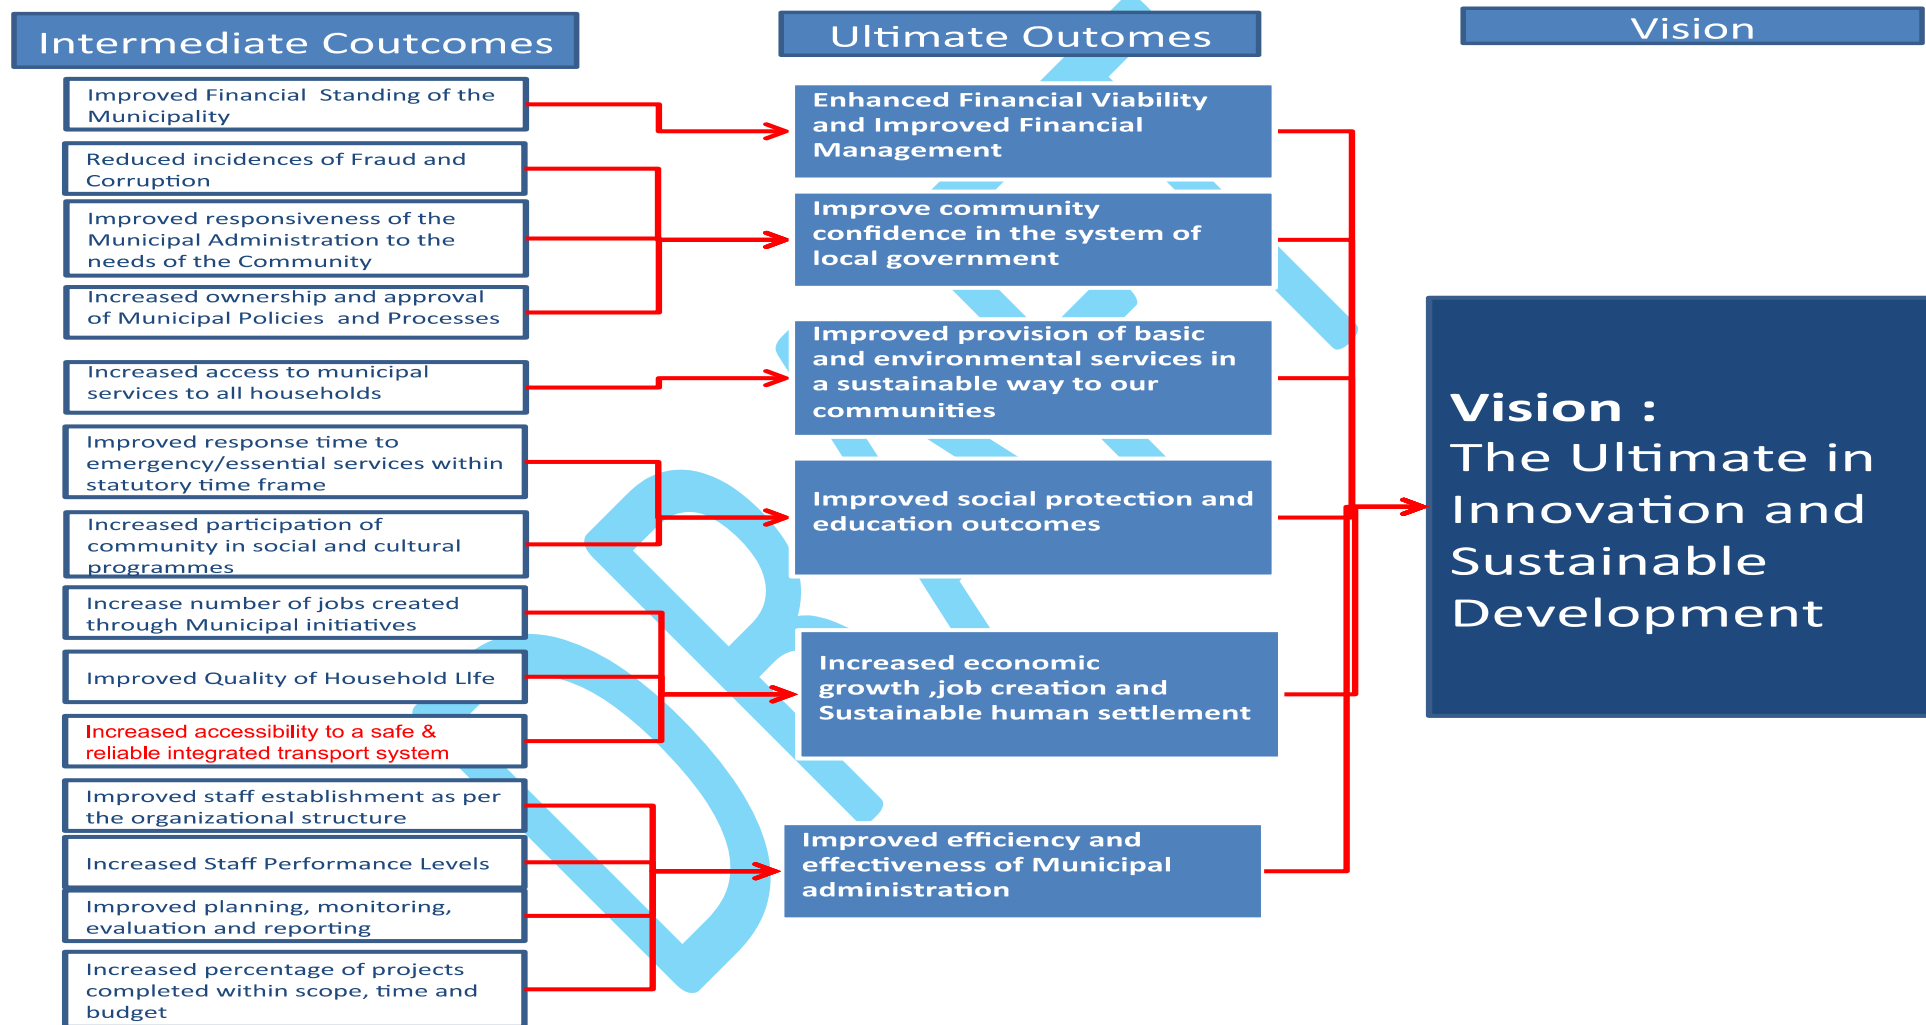 Intermediate Coutcomes
Improved Financial Standing of the
Municipality
Reduced incidences of Fraud and
Corruption
Improved responsiveness of the
Municipal Administration to the
needs of the Community
Increased ownership and approval
of Municipal Policies and Processes
Increased access to municipal
services to all households
Improved response time to
emergency/essential services within
statutory time frame
Increased participation of
community in social and cultural
programmes
Increase number of jobs created
through Municipal initiatives
Improved Quality of Household LIfe
Increased accessibility to a safe &
reliable integrated transport system
Improved staff establishment as per
the organizational structure
Increased Staff Performance Levels
Improved planning, monitoring,
evaluation and reporting
Increased percentage of projects
completed within scope, time and
budget
Ultimate Outomes
Enhanced Financial Viability
and Improved Financial
Management
Improve community
confidence in the system of
local government
Improved provision of basic
and environmental services in
a sustainable way to our
communities
Improved social protection and
education outcomes
Increased economic
growth ,job creation and
Sustainable human settlement
Improved efficiency and
effectiveness of Municipal
administration
Vision
Vision :
The Ultimate in
Innovation and
Sustainable
Development